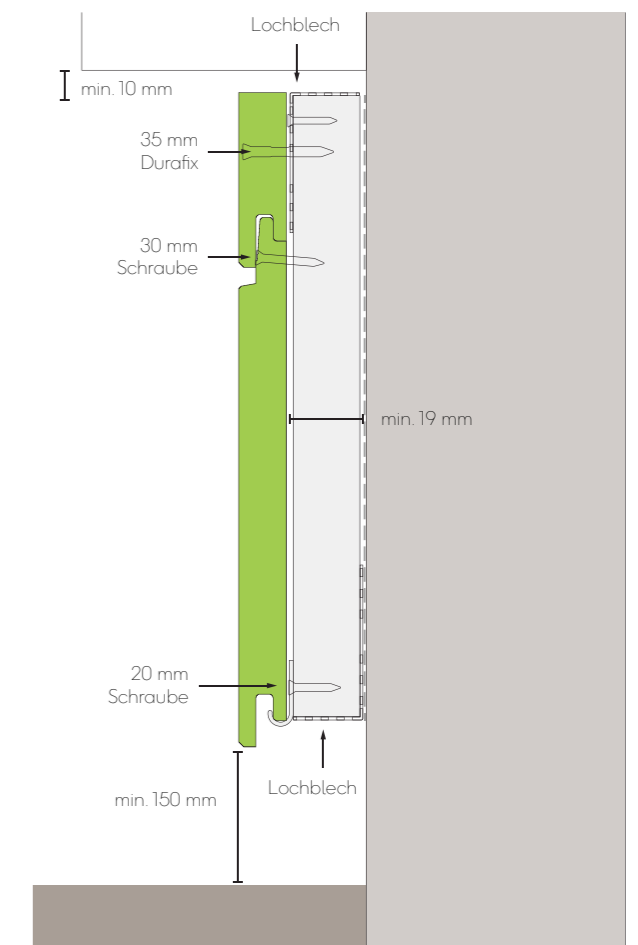 Lochblech
min. 10 mm
35 mm
Durafix
30 mm
Schraube
min. 19 mm
20 mm
Schraube
Lochblech
min. 150 mm